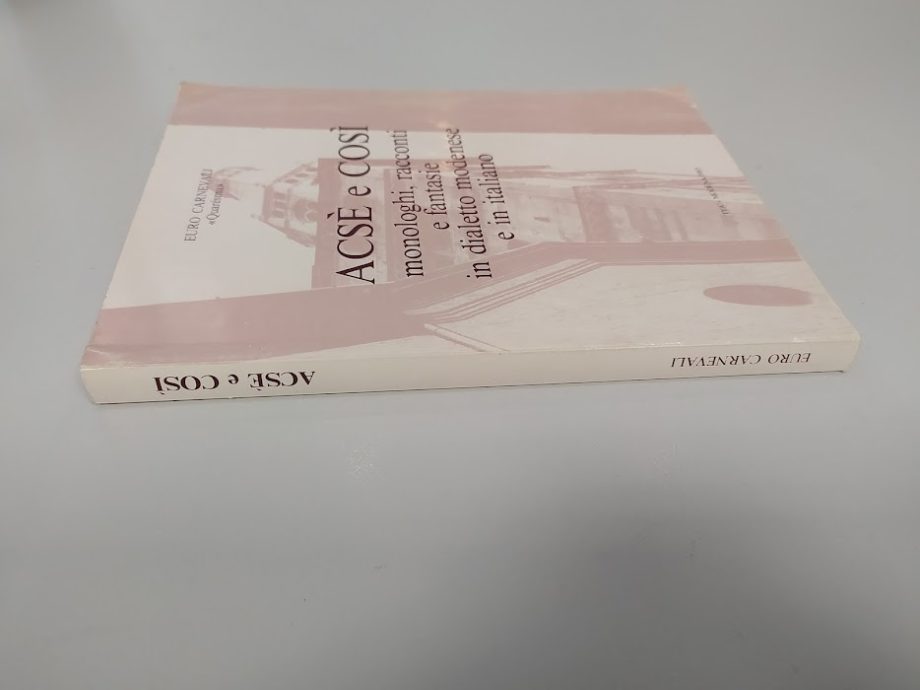 EURO CARNEVALI
ACSÈ e COSÌ
monologhi, racconti
e fantasie
in dialetto modenese
e in italiano
EURO CARNEVALI
ACSÈ e COSÌ